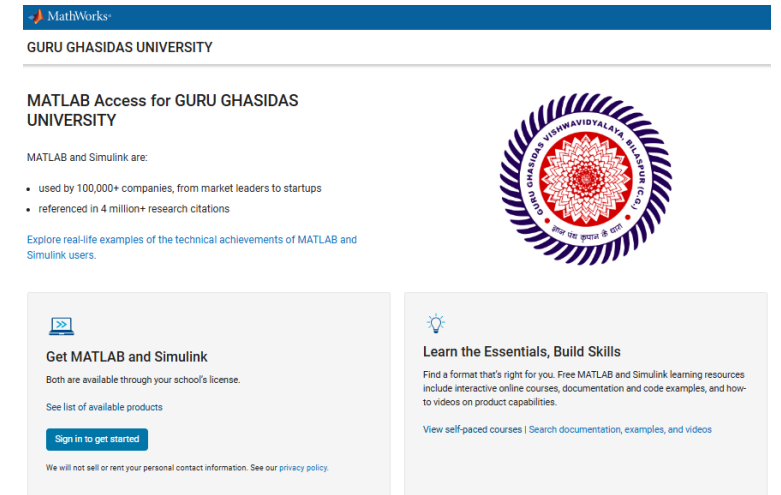 MathWorks®
GURU GHASIDAS UNIVERSITY
MATLAB Access for GURU GHASIDAS
UNIVERSITY
MATLAB and Simulink are:
• used by 100,000+ companies, from market leaders to startups
• referenced in 4 million+ research citations
Explore real-life examples of the technical achievements of MATLAB and
Simulink users.
GURU GHASIDAS VISHWAVIDYALAYA, BILASPUR (C.G.)
ज्ञान पंथ कृपान कै धारा
Get MATLAB and Simulink
Both are available through your school's license.
See list of available products
Sign in to get started
We will not sell or rent your personal contact information. See our privacy policy.
Learn the Essentials, Build Skills
Find a format that's right for you. Free MATLAB and Simulink learning resources
include interactive online courses, documentation and code examples, and how-
to videos on product capabilities.
View self-paced courses | Search documentation, examples, and videos